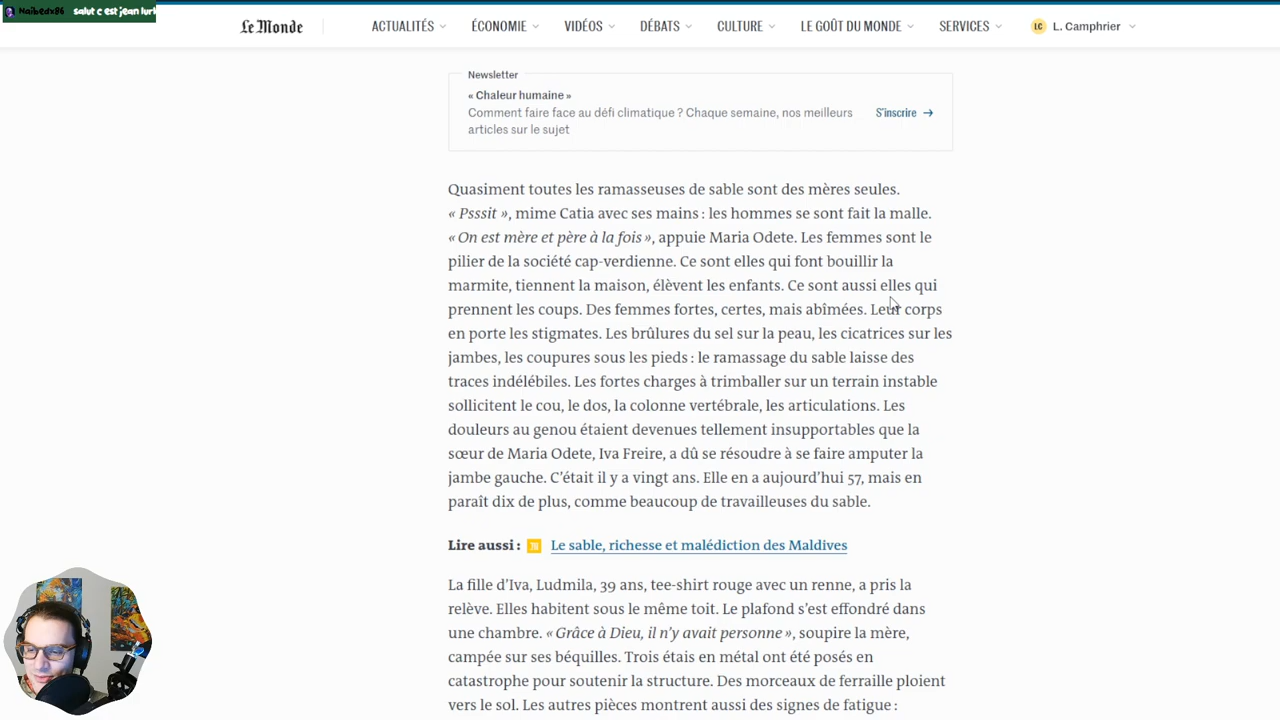 Naibedx86 salut c est jean lurk
Le Monde
ACTUALITÉS
ÉCONOMIE
VIDÉOS
DÉBATS
CULTURE
LE GOÛT DU MONDE
SERVICES
LC L. Camphrier
Newsletter
« Chaleur humaine »
Comment faire face au défi climatique ? Chaque semaine, nos meilleurs
articles sur le sujet
S'inscrire →
Quasiment toutes les ramasseuses de sable sont des mères seules.
« Psssit », mime Catia avec ses mains : les hommes se sont fait la malle.
« On est mère et père à la fois », appuie Maria Odete. Les femmes sont le
pilier de la société cap-verdienne. Ce sont elles qui font bouillir la
marmite, tiennent la maison, élèvent les enfants. Ce sont aussi elles qui
prennent les coups. Des femmes fortes, certes, mais abîmées. Leur corps
en porte les stigmates. Les brûlures du sel sur la peau, les cicatrices sur les
jambes, les coupures sous les pieds : le ramassage du sable laisse des
traces indélébiles. Les fortes charges à trimballer sur un terrain instable
sollicitent le cou, le dos, la colonne vertébrale, les articulations. Les
douleurs au genou étaient devenues tellement insupportables que la
sœur de Maria Odete, Iva Freire, a dû se résoudre à se faire amputer la
jambe gauche. C’était il y a vingt ans. Elle en a aujourd’hui 57, mais en
paraît dix de plus, comme beaucoup de travailleuses du sable.
Lire aussi : Le sable, richesse et malédiction des Maldives
La fille d’Iva, Ludmila, 39 ans, tee-shirt rouge avec un renne, a pris la
relève. Elles habitent sous le même toit. Le plafond s’est effondré dans
une chambre. « Grâce à Dieu, il n’y avait personne », soupire la mère,
campée sur ses béquilles. Trois étais en métal ont été posés en
catastrophe pour soutenir la structure. Des morceaux de ferraille ploient
vers le sol. Les autres pièces montrent aussi des signes de fatigue :